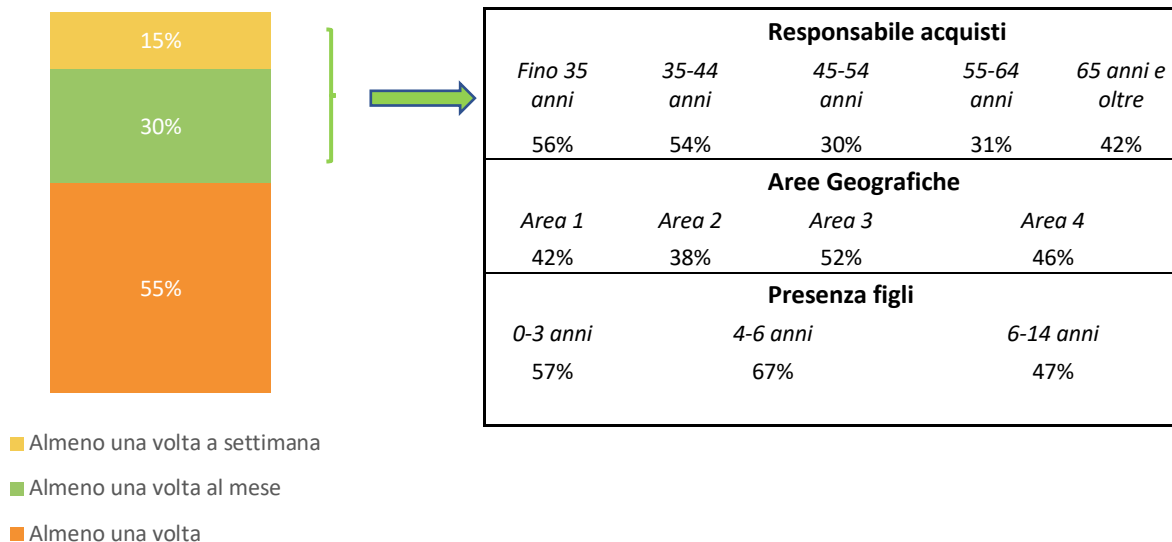 15%
30%
55%
Almeno una volta a settimana
Almeno una volta al mese
Almeno una volta
Responsabile acquisti
Fino 35 anni 35-44 anni 45-54 anni 55-64 anni 65 anni e oltre
56% 54% 30% 31% 42%
Aree Geografiche
Area 1 Area 2 Area 3 Area 4
42% 38% 52% 46%
Presenza figli
0-3 anni 4-6 anni 6-14 anni
57% 67% 47%